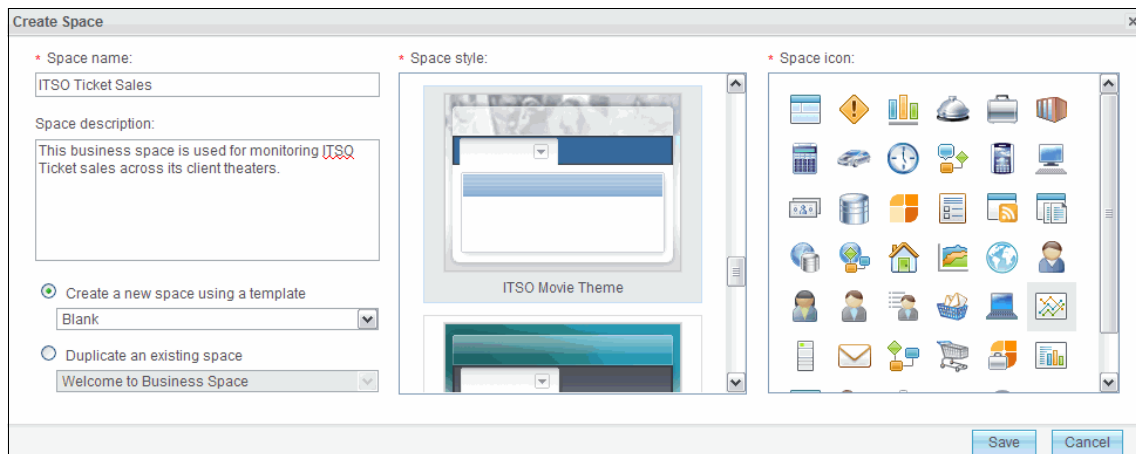 Create Space
* Space name:
ITSO Ticket Sales
Space description:
This business space is used for monitoring ITSO
Ticket sales across its client theaters.
Create a new space using a template
Blank
Duplicate an existing space
Welcome to Business Space
* Space style:
ITSO Movie Theme
* Space icon:
Save
Cancel